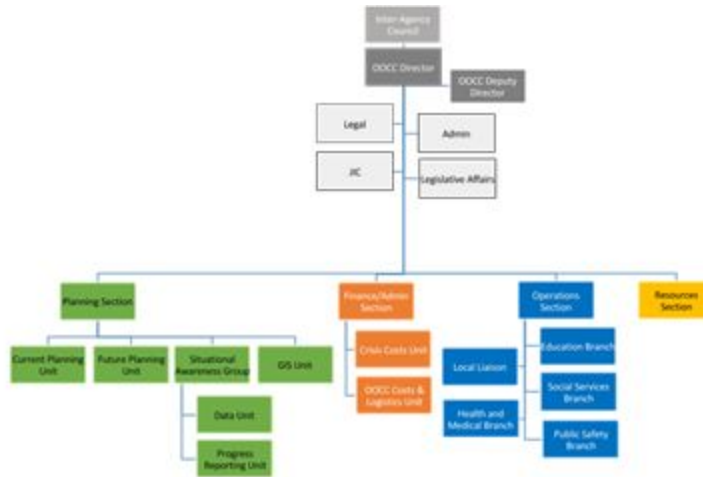 Inter-Agency
Council
OOCC Director
OOCC Deputy
Director
Legal
Admin
JIC
Legislative Affairs
Planning Section
Finance/Admin
Section
Operations
Section
Resources
Section
Current Planning
Unit
Future Planning
Unit
Situational
Awareness Group
GIS Unit
Crisis Costs Unit
Education Branch
Local Liaison
OOCC Costs &
Logistics Unit
Social Services
Branch
Data Unit
Health and
Medical Branch
Public Safety
Branch
Progress
Reporting Unit